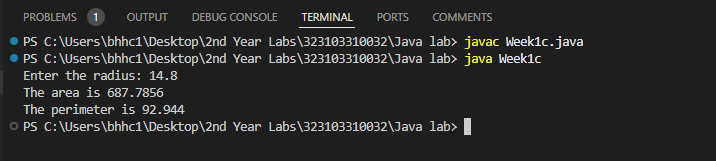 PROBLEMS 1 OUTPUT DEBUG CONSOLE TERMINAL PORTS COMMENTS
PS C:\Users\bhhc1\Desktop\2nd Year Labs\323103310032\Java lab> javac Week1c.java
PS C:\Users\bhhc1\Desktop\2nd Year Labs\323103310032\Java lab> java Week1c
Enter the radius: 14.8
The area is 687.7856
The perimeter is 92.944
PS C:\Users\bhhc1\Desktop\2nd Year Labs\323103310032\Java lab>